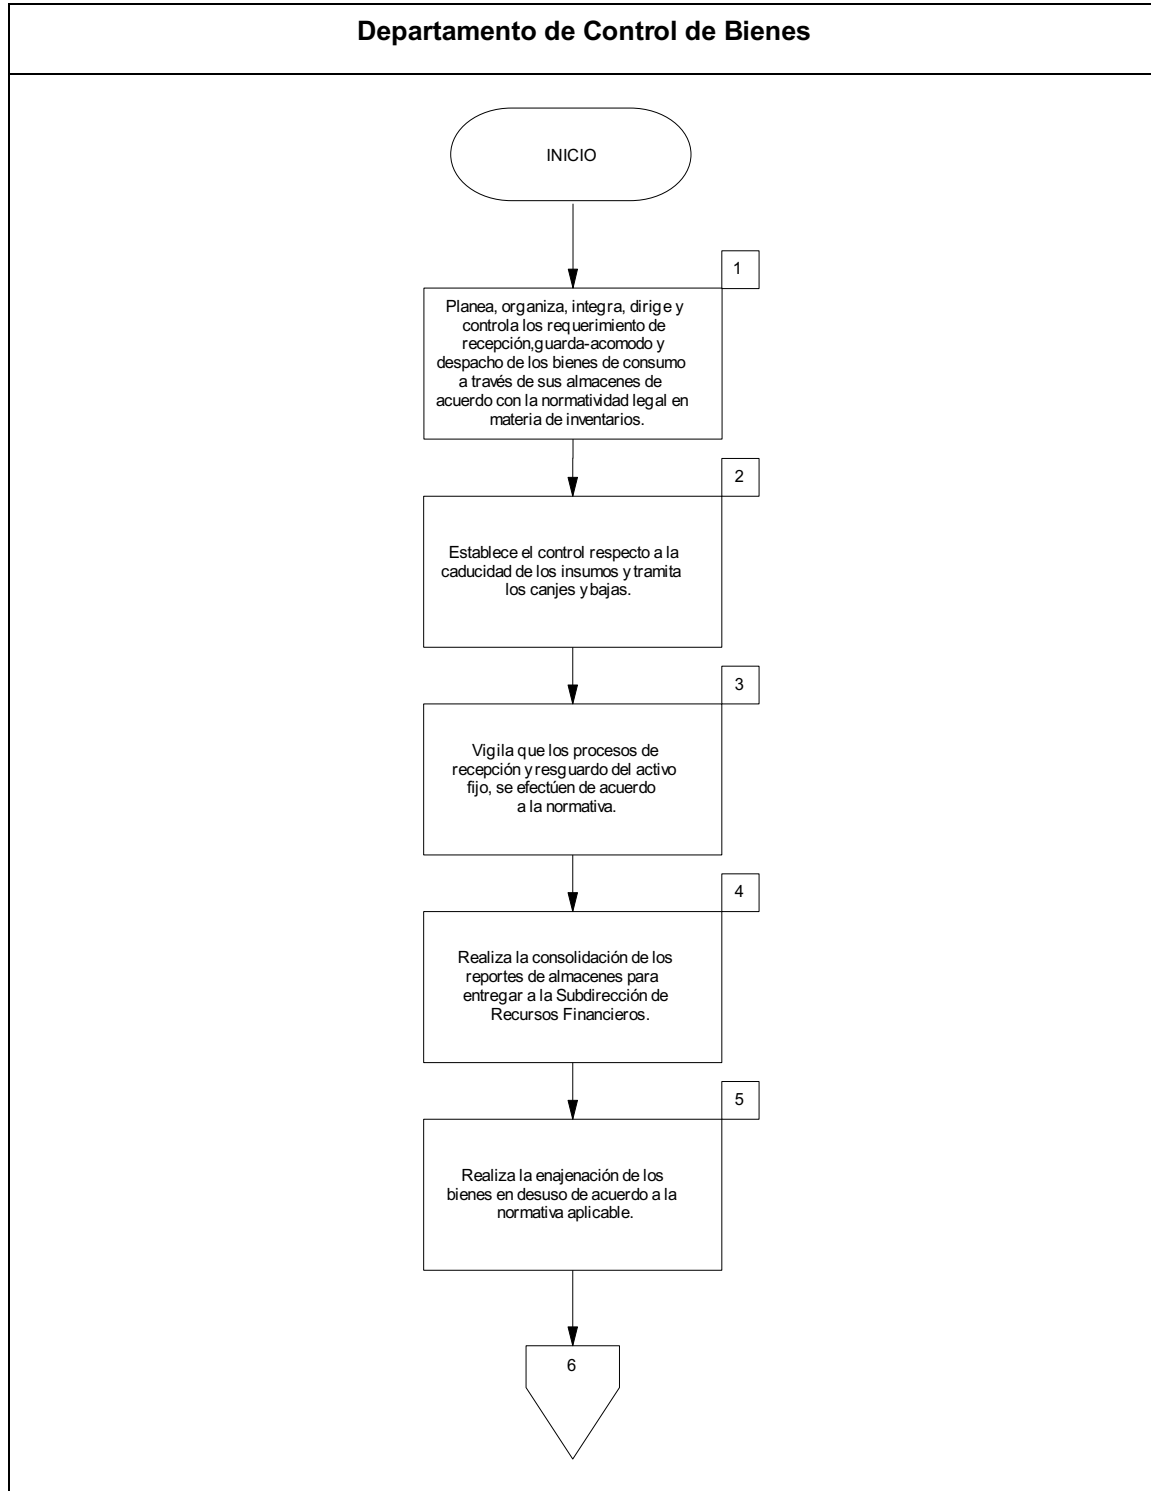 Departamento de Control de Bienes
INICIO
1
Planea, organiza, integra, dirige y
controla los requerimiento de
recepción,guarda-acomodo y
despacho de los bienes de consumo
a través de sus almacenes de
acuerdo con la normatividad legal en
materia de inventarios.
2
Establece el control respecto a la
caducidad de los insumos y tramita
los canjes y bajas.
3
Vigila que los procesos de
recepción y resguardo del activo
fijo, se efectúen de acuerdo
a la normativa.
4
Realiza la consolidación de los
reportes de almacenes para
entregar a la Subdirección de
Recursos Financieros.
5
Realiza la enajenación de los
bienes en desuso de acuerdo a la
normativa aplicable.
6